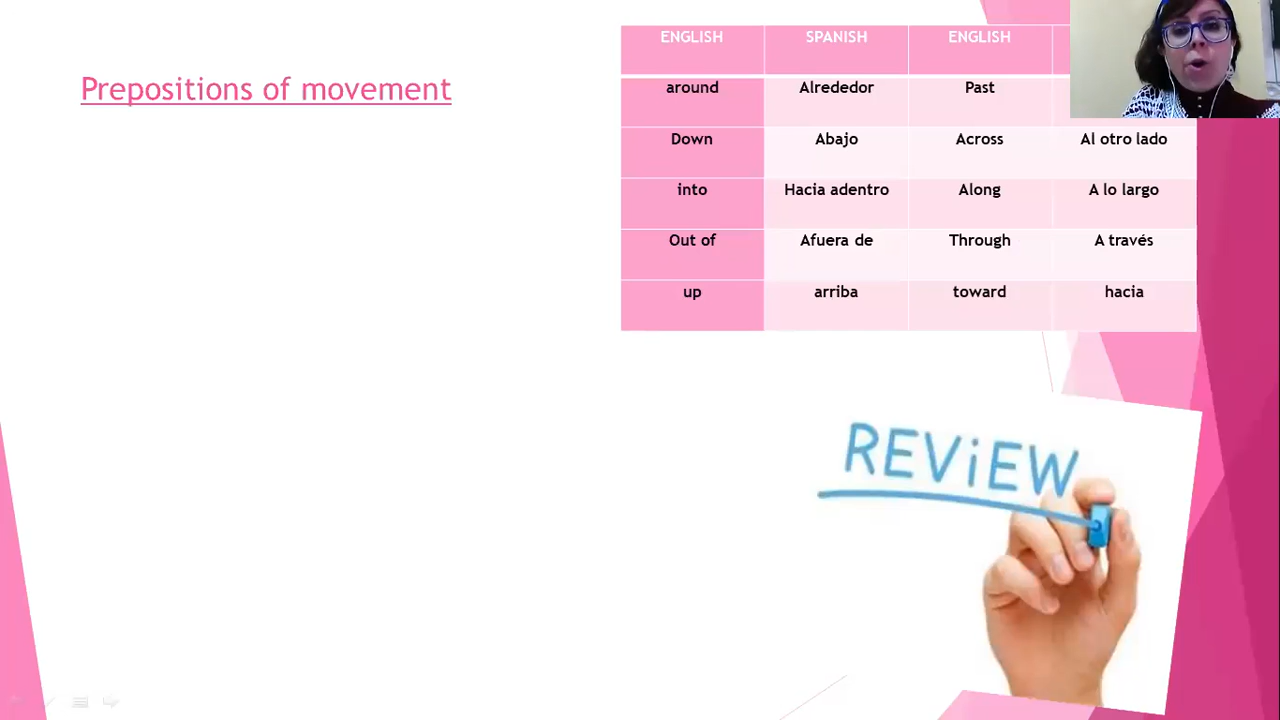 Prepositions of movement
ENGLISH SPANISH ENGLISH
around Alrededor Past
Down Abajo Across Al otro lado
into Hacia adentro Along A lo largo
Out of Afuera de Through A través
up arriba toward hacia
REViEW